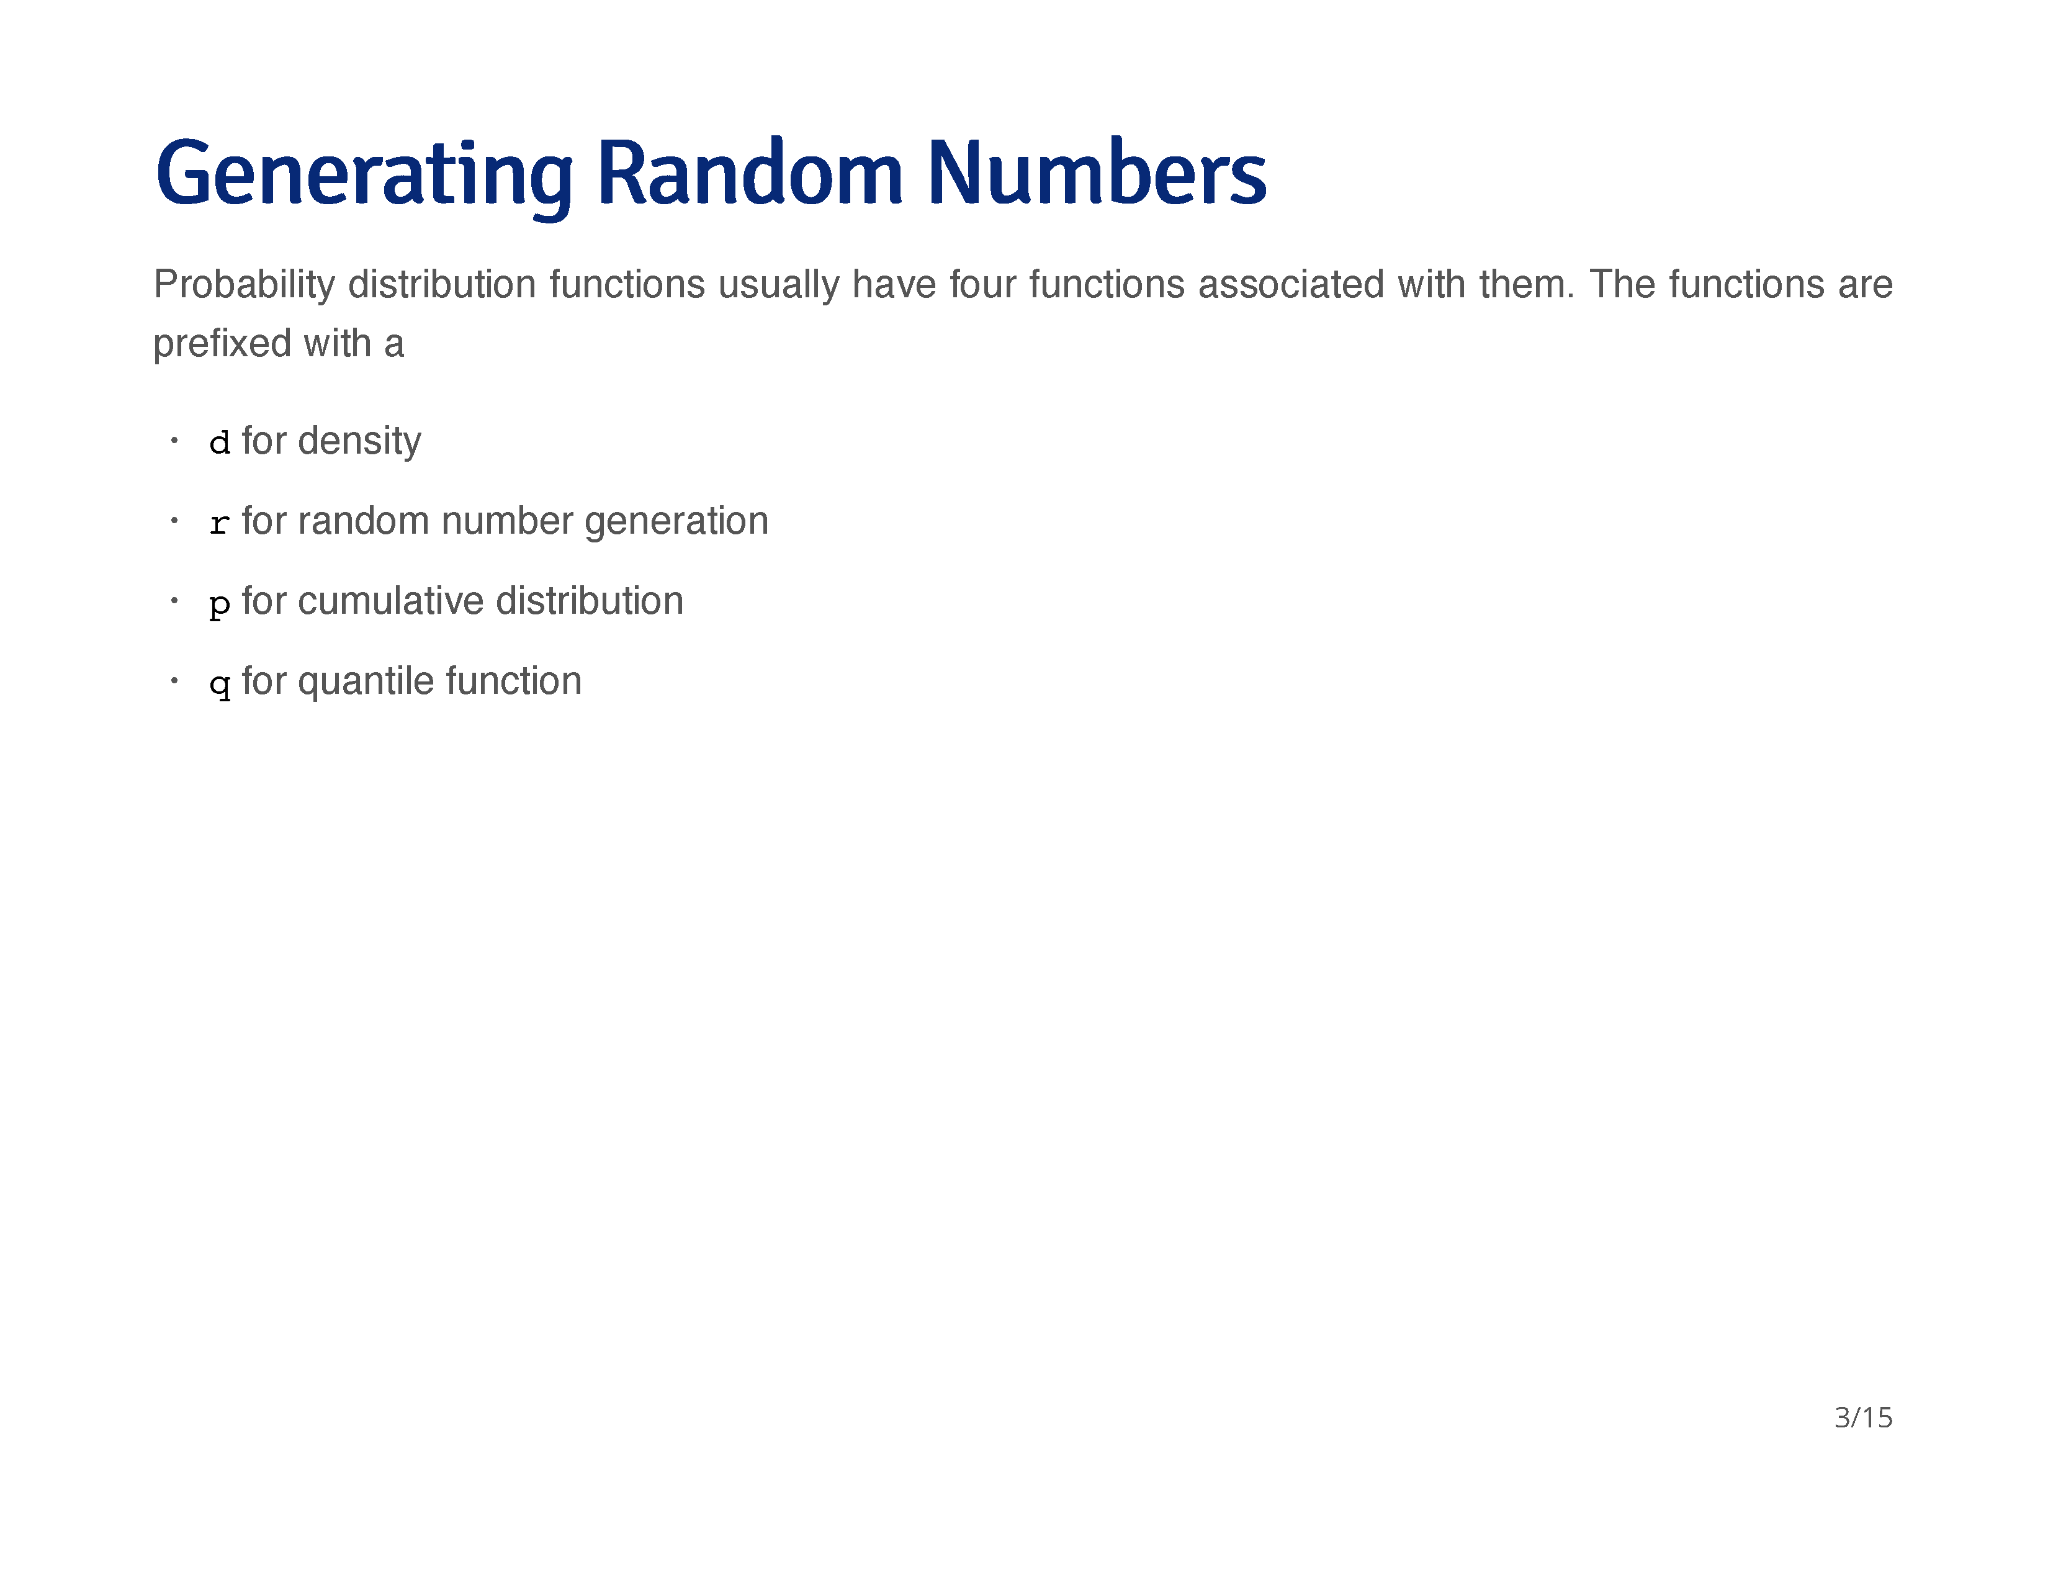 Generating Random Numbers
Probability distribution functions usually have four functions associated with them. The functions are
prefixed with a
· d for density
· r for random number generation
· p for cumulative distribution
· q for quantile function
3/15